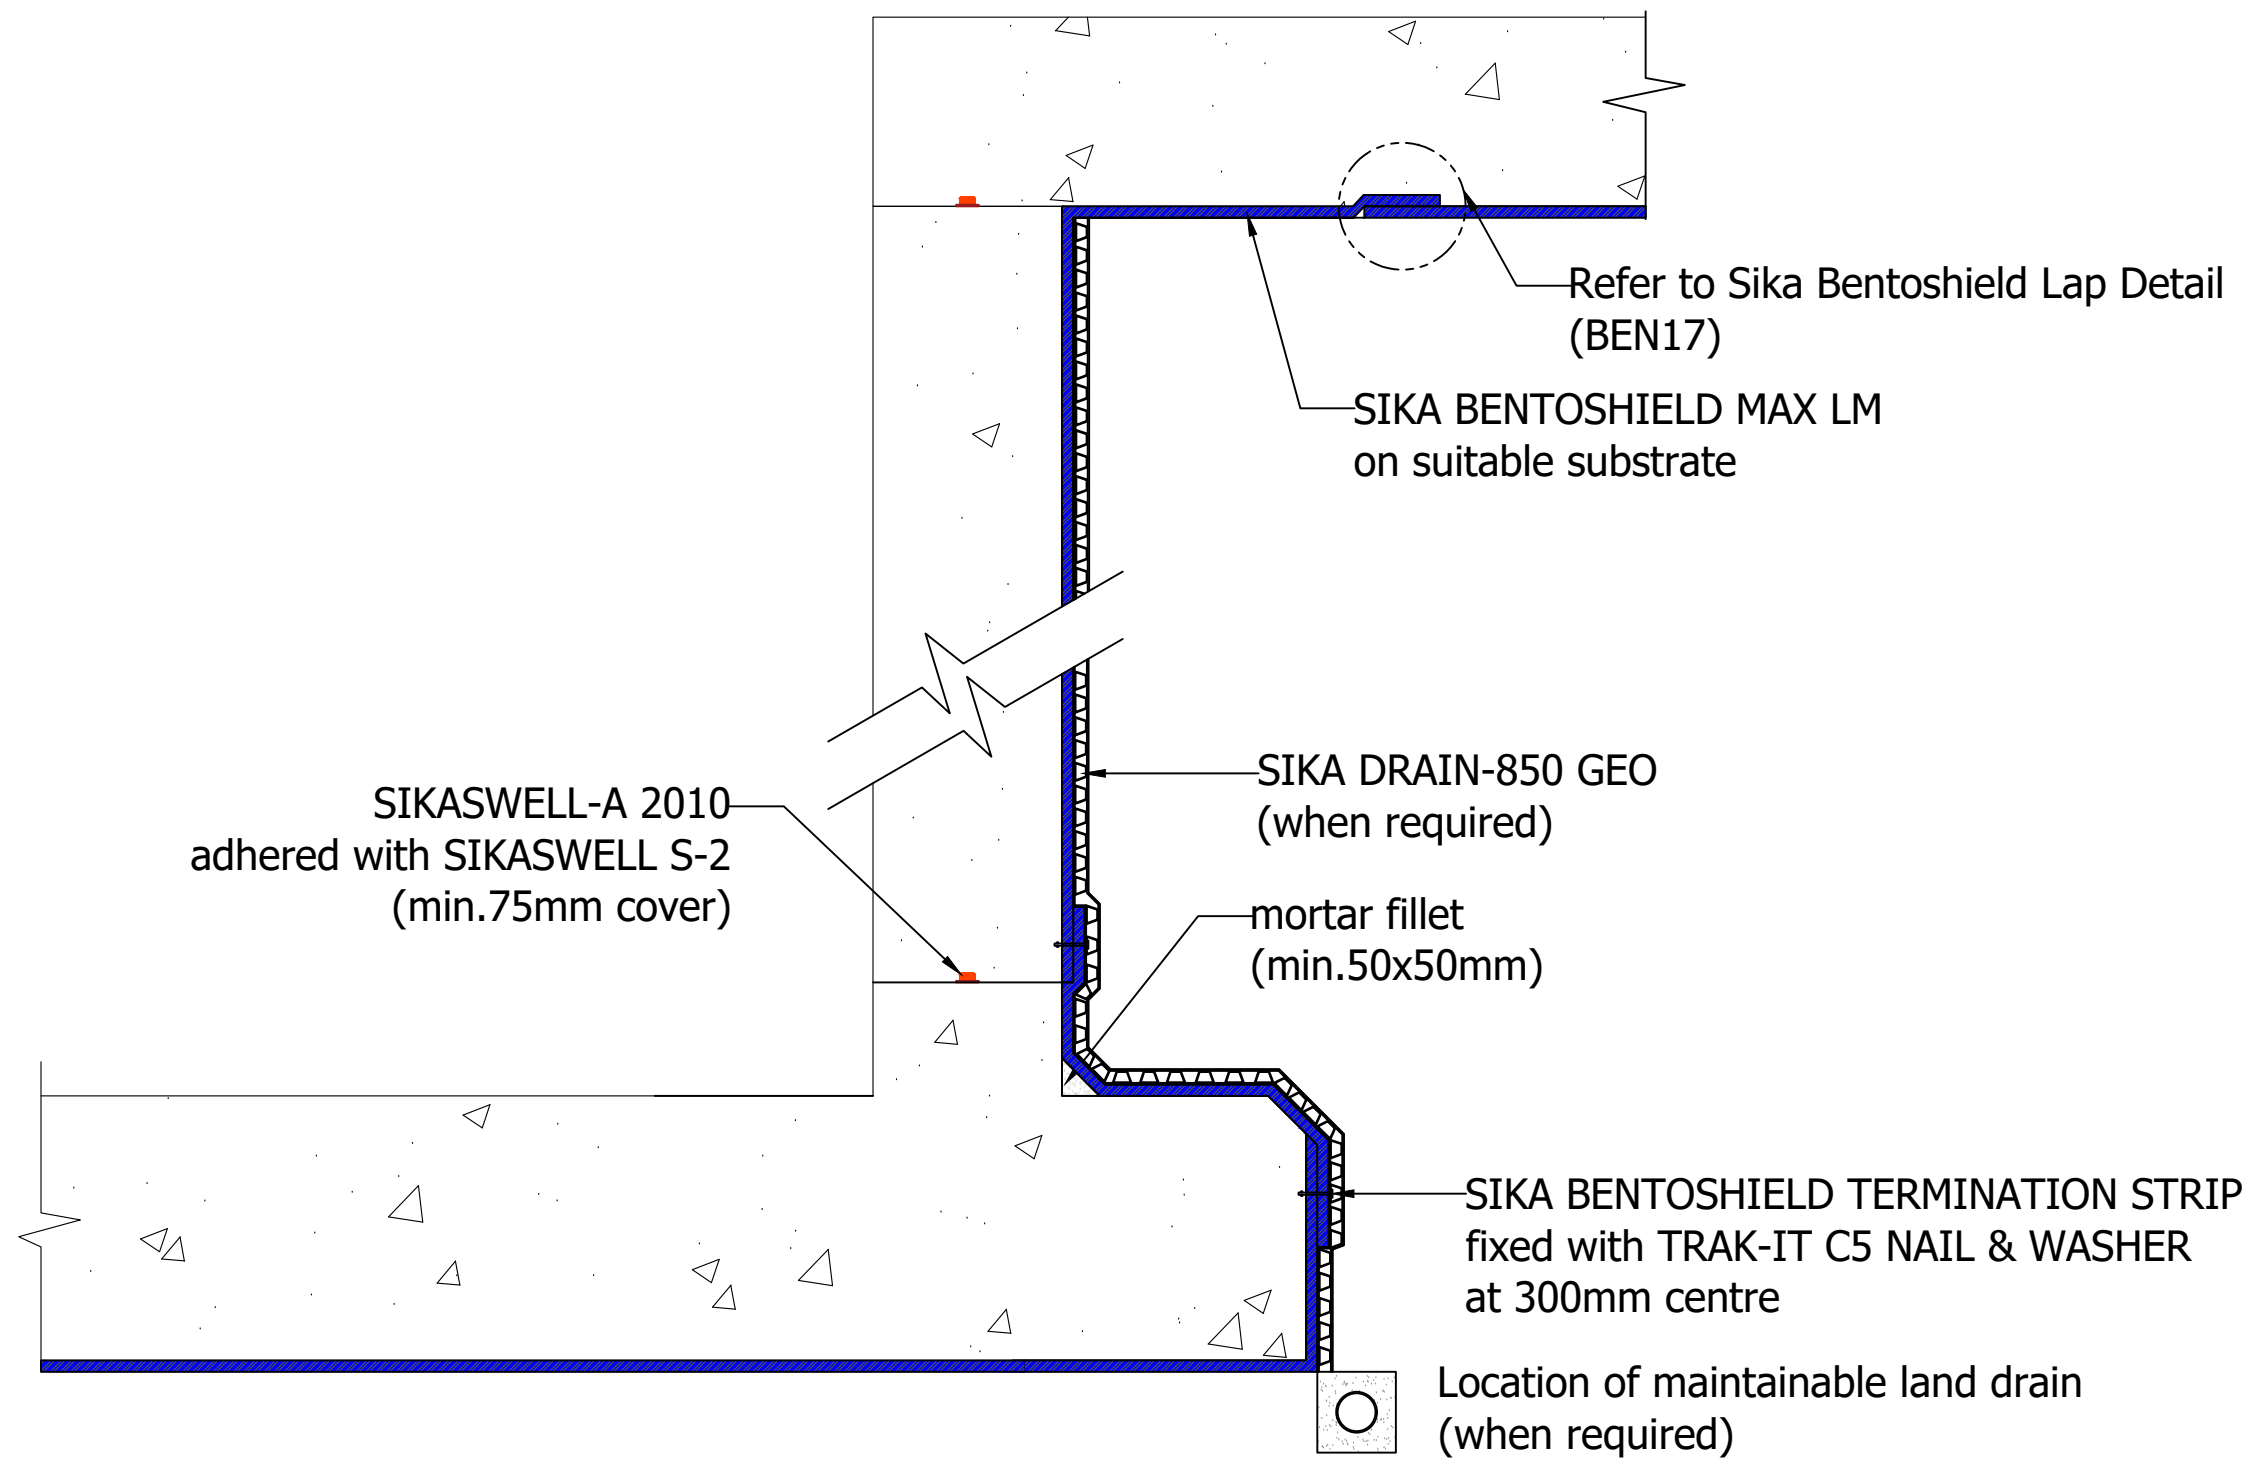 Refer to Sika Bentoshield Lap Detail
(BEN17)
SIKA BENTOSHIELD MAX LM
on suitable substrate
SIKA DRAIN-850 GEO
(when required)
SIKASWELL-A 2010
adhered with SIKASWELL S-2
(min.75mm cover)
mortar fillet
(min.50x50mm)
SIKA BENTOSHIELD TERMINATION STRIP
fixed with TRAK-IT C5 NAIL & WASHER
at 300mm centre
Location of maintainable land drain
(when required)